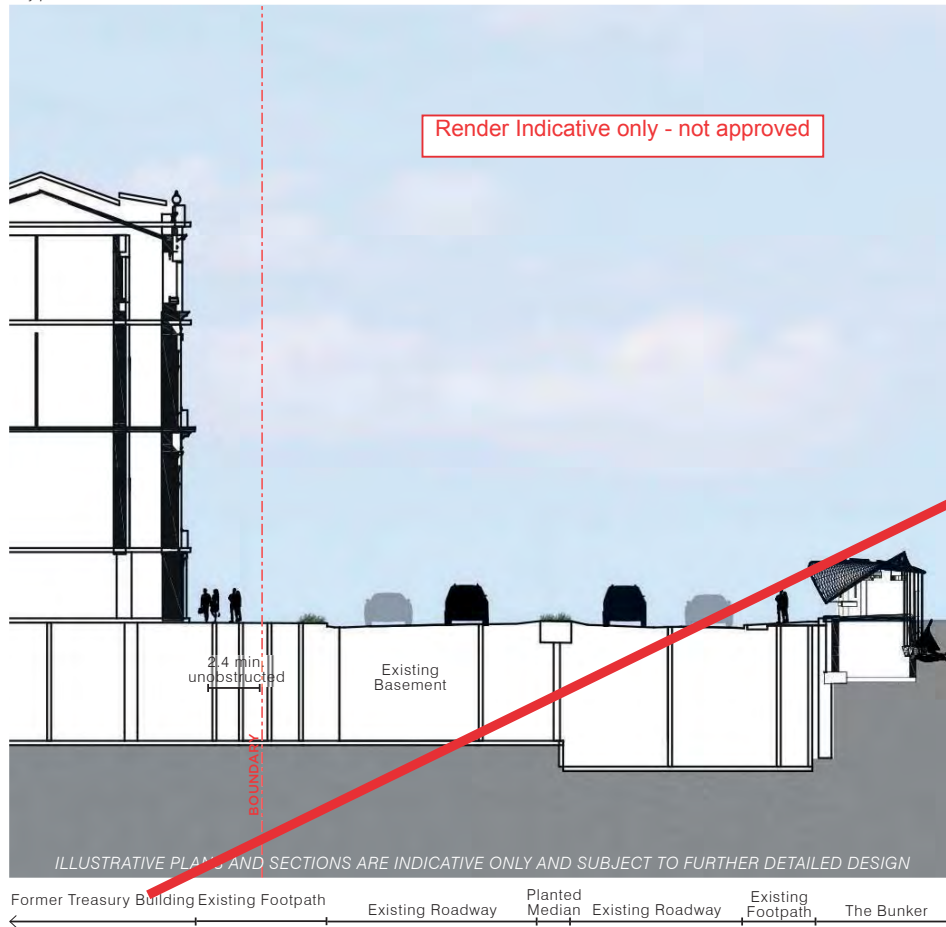 Render Indicative only - not approved
2.4 min.
unobstructed
Existing
Basement
BOUNDARY
ILLUSTRATIVE PLANS AND SECTIONS ARE INDICATIVE ONLY AND SUBJECT TO FURTHER DETAILED DESIGN
Former Treasury Building
Existing Footpath
Existing Roadway
Planted
Median
Existing Roadway
Existing
Footpath
The Bunker